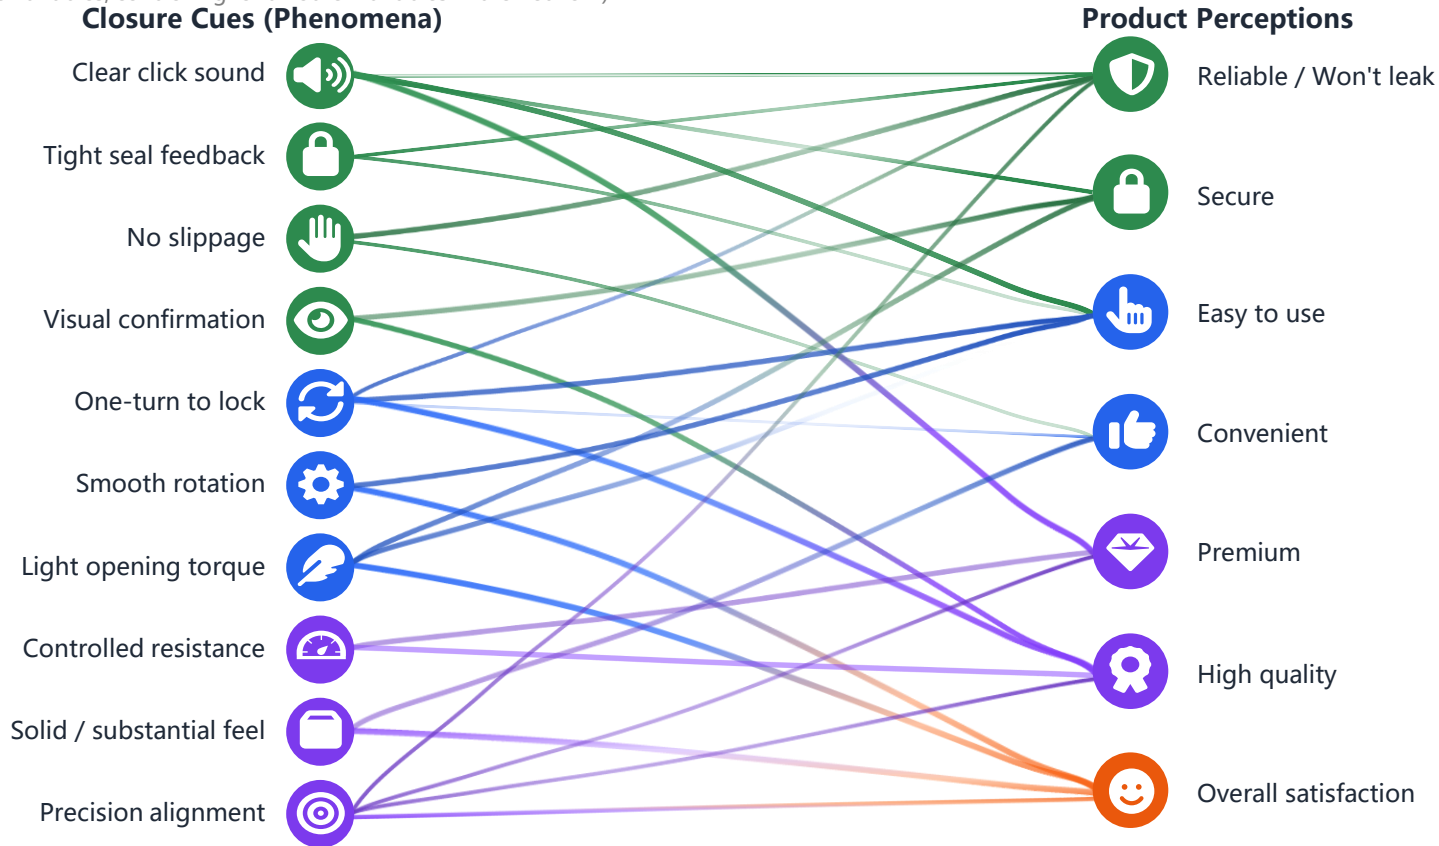 Closure Cues (Phenomena)
Product Perceptions
Clear click sound
Tight seal feedback
No slippage
Visual confirmation
One-turn to lock
Smooth rotation
Light opening torque
Controlled resistance
Solid / substantial feel
Precision alignment
Reliable / Won't leak
Secure
Easy to use
Convenient
Premium
High quality
Overall satisfaction